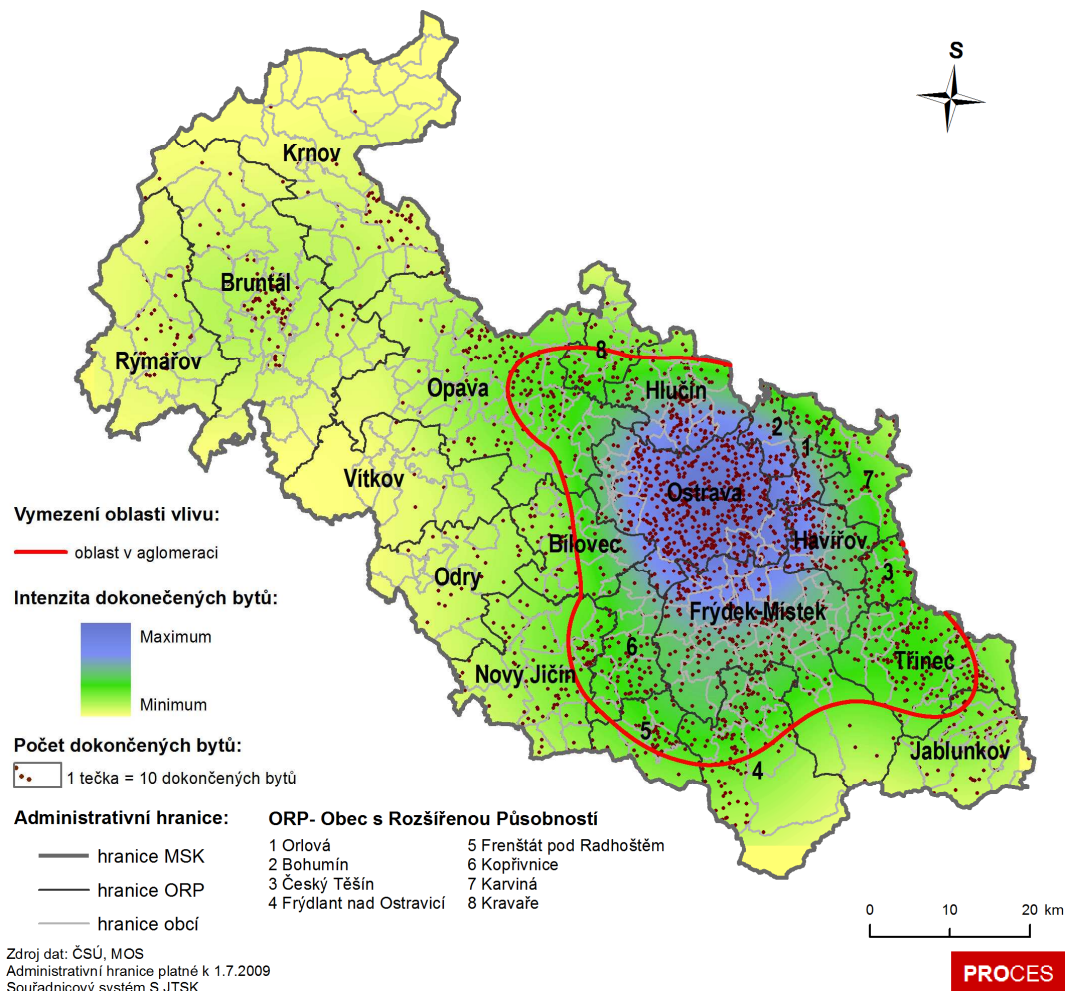 S
Krnov
Bruntál
Rýmařov
8
Opava
Hlučín
2
1
7
Vítkov
Ostrava
Vymezení oblasti vlivu:
oblast v aglomeraci
Bílovec
Havířov
3
Odry
Intenzita dokonečených bytů:
Maximum
Minimum
Frýdek-Místek
6
Třinec
Nový Jičín
5
Jablunkov
4
Počet dokončených bytů:
1 tečka = 10 dokončených bytů
Administrativní hranice:
hranice MSK
hranice ORP
hranice obcí
ORP- Obec s Rozšířenou Působností
1 Orlová
2 Bohumín
3 Český Těšín
4 Frýdlant nad Ostravicí
5 Frenštát pod Radhoštěm
6 Kopřivnice
7 Karviná
8 Kravaře
0 10 20 km
Zdroj dat: ČSÚ, MOS
Administrativní hranice platné k 1.7.2009
Souřadnicový systém S JTSK
PROCES